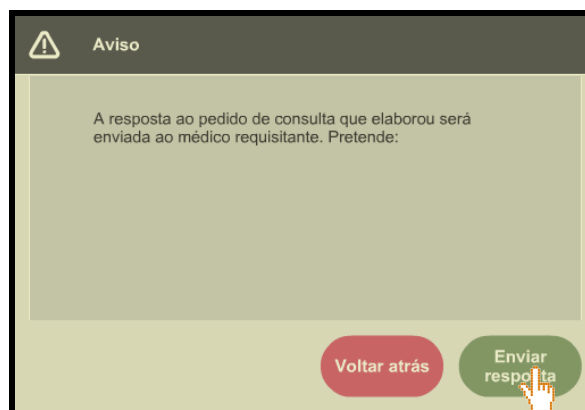 Aviso
A resposta ao pedido de consulta que elaborou será
enviada ao médico requisitante. Pretende:
Voltar atrás
Enviar
resposta